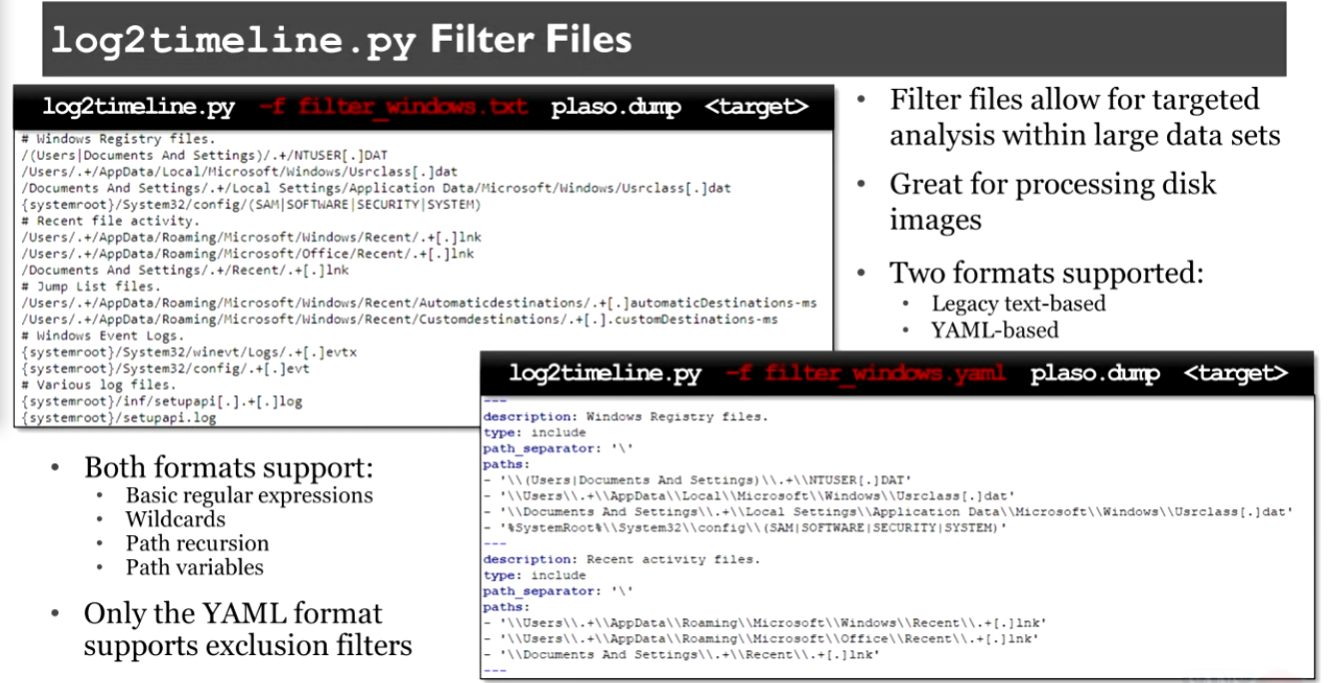 log2timeline.py Filter Files
log2timeline.py -f filter_windows.txt plaso.dump <target>
# Windows Registry files.
/(Users|Documents And Settings)/.+/NTUSER[.]DAT
/Users/.+/AppData/Local/Microsoft/Windows/Usrclass[.]dat
/Documents And Settings/.+/Local Settings/Application Data/Microsoft/Windows/Usrclass[.]dat
{systemroot}/System32/config/(SAM|SOFTWARE|SECURITY|SYSTEM)
# Recent file activity.
/Users/.+/AppData/Roaming/Microsoft/Windows/Recent/.+[.]lnk
/Users/.+/AppData/Roaming/Microsoft/Office/Recent/.+[.]lnk
/Documents And Settings/.+/Recent/.+[.]lnk
# Jump List files.
/Users/.+/AppData/Roaming/Microsoft/Windows/Recent/Automaticdestinations/.+[.]automaticDestinations-ms
/Users/.+/AppData/Roaming/Microsoft/Windows/Recent/Customdestinations/.+[.].customDestinations-ms
# Windows Event Logs.
{systemroot}/System32/winevt/Logs/.+[.]evtx
{systemroot}/System32/config/.+[.]evt
# Various log files.
{systemroot}/inf/setupapi[.].+[.]log
{systemroot}/setupapi.log
• Filter files allow for targeted
analysis within large data sets
• Great for processing disk
images
• Two formats supported:
• Legacy text-based
• YAML-based
• Both formats support:
• Basic regular expressions
• Wildcards
• Path recursion
• Path variables
• Only the YAML format
supports exclusion filters
log2timeline.py -f filter_windows.yaml plaso.dump <target>
---
description: Windows Registry files.
type: include
path_separator: '\'
paths:
- '\\(Users|Documents And Settings)\\.+\\NTUSER[.]DAT'
- '\\Users\\.+\\AppData\\Local\\Microsoft\\Windows\\Usrclass[.]dat'
- '\\Documents And Settings\\.+\\Local Settings\\Application Data\\Microsoft\\Windows\\Usrclass[.]dat'
- '%SystemRoot%\\System32\\config\\(SAM|SOFTWARE|SECURITY|SYSTEM)'
---
description: Recent activity files.
type: include
path_separator: '\'
paths:
- '\\Users\\.+\\AppData\\Roaming\\Microsoft\\Windows\\Recent\\.+[.]lnk'
- '\\Users\\.+\\AppData\\Roaming\\Microsoft\\Office\\Recent\\.+[.]lnk'
- '\\Documents And Settings\\.+\\Recent\\.+[.]lnk'
---